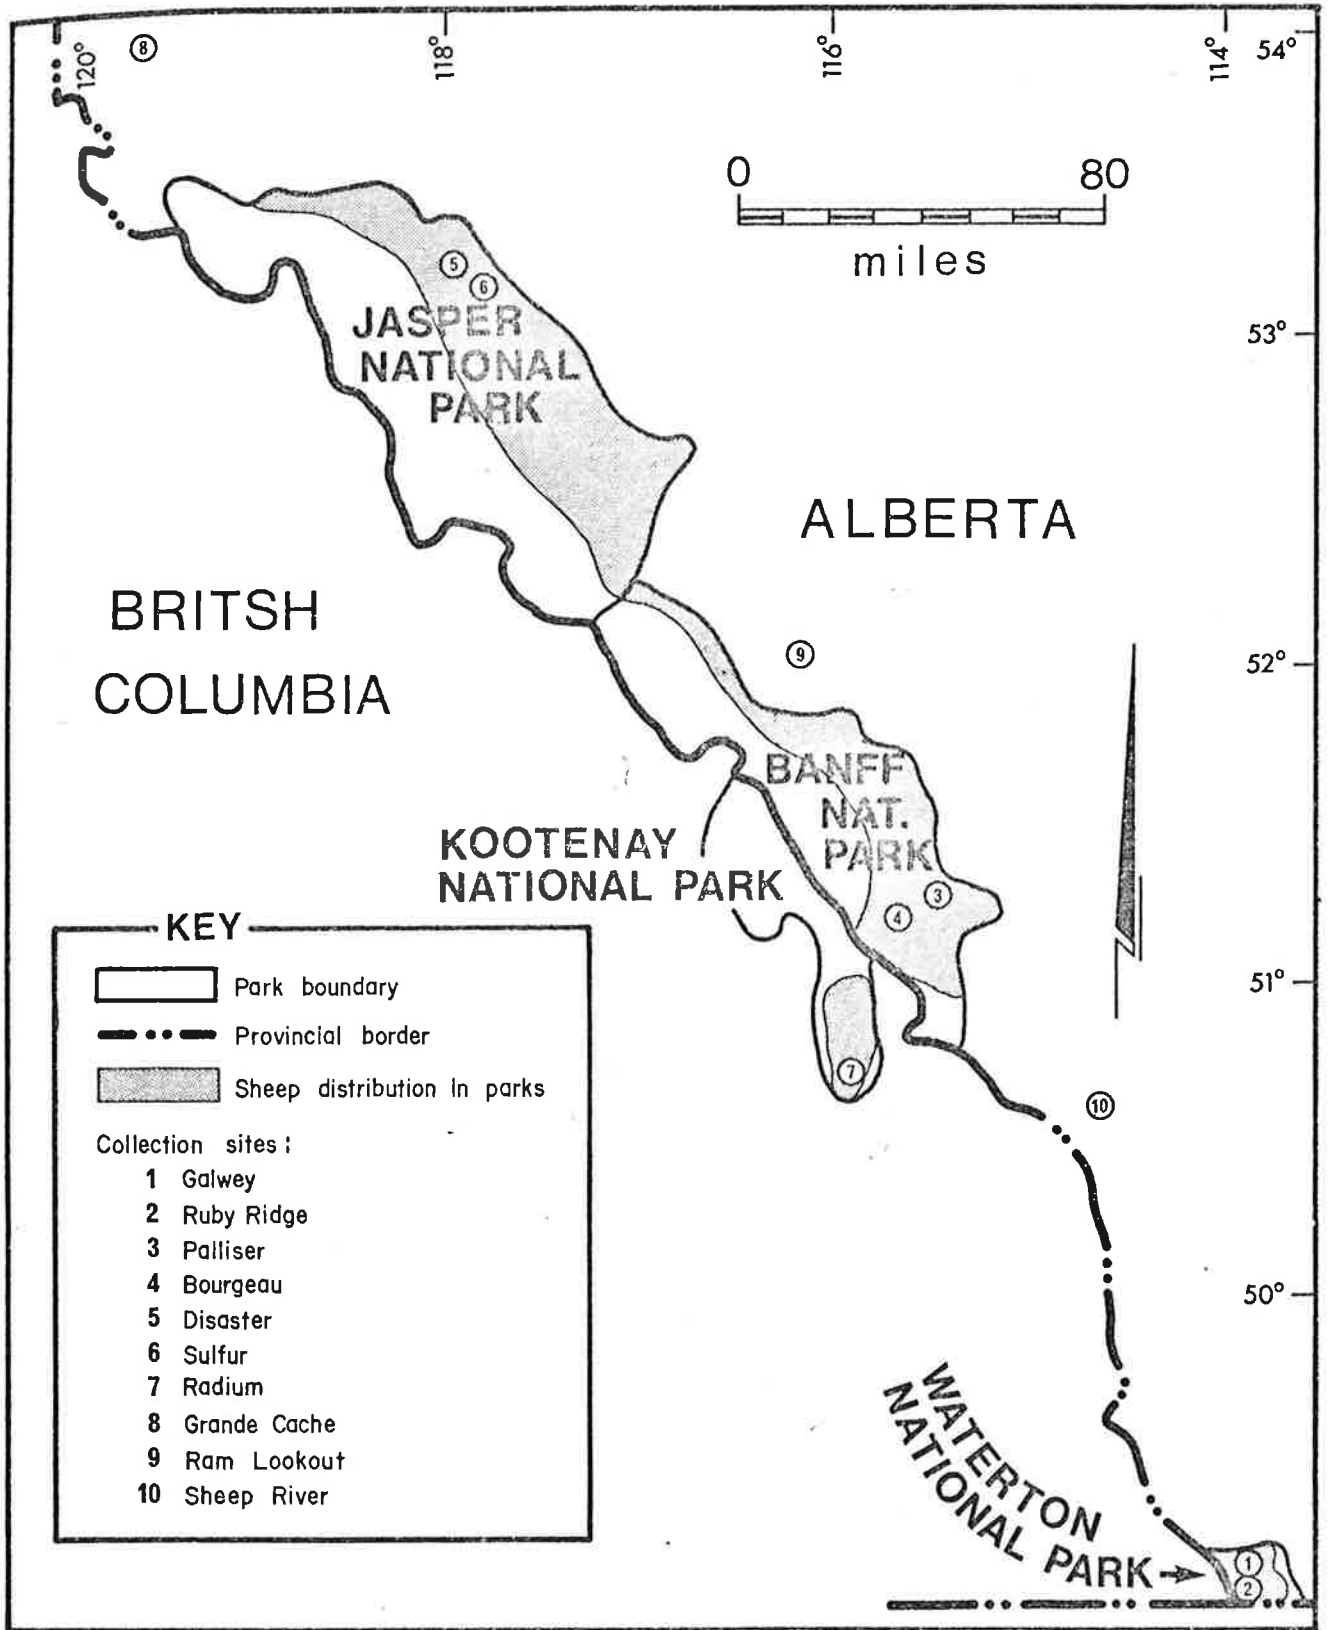 120°
118°
116°
114°
54°
8
0 80
miles
5
6
JASPER
NATIONAL
PARK
53°
ALBERTA
BRITSH
COLUMBIA
9
52°
BANFF
NAT.
PARK
KOOTENAY
NATIONAL PARK
3
4
51°
7
10
50°
KEY
Park boundary
Provincial border
Sheep distribution In parks
Collection sites:
1 Galwey
2 Ruby Ridge
3 Palliser
4 Bourgeau
5 Disaster
6 Sulfur
7 Radium
8 Grande Cache
9 Ram Lookout
10 Sheep River
WATERTON
NATIONAL PARK
1
2